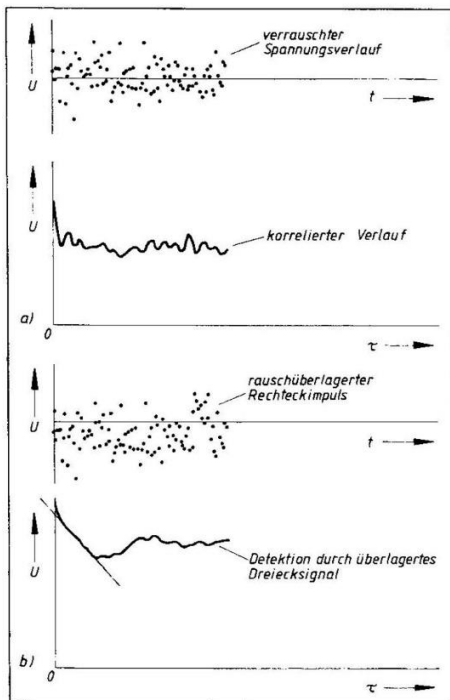 verrauschter
Spannungsverlauf
U
t
U
korrelierter Verlauf
a)
0
τ
rauschüberlagerter
Rechteckimpuls
U
t
U
Detektion durch überlagertes
Dreiecksignal
b)
0
τ